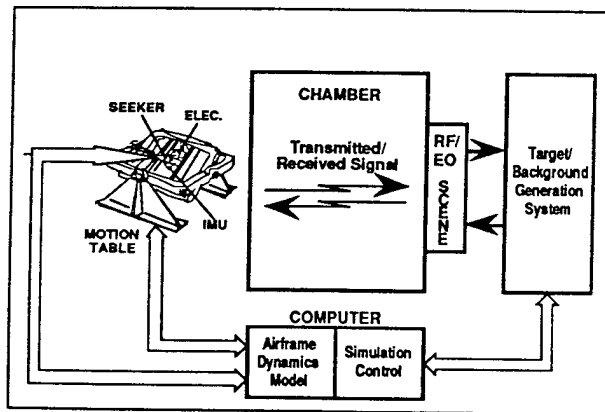 SEEKER
ELEC.
IMU
MOTION
TABLE
CHAMBER
Transmitted/
Received Signal
RF/
EO
SCENE
Target/
Background
Generation
System
COMPUTER
Airframe
Dynamics
Model
Simulation
Control